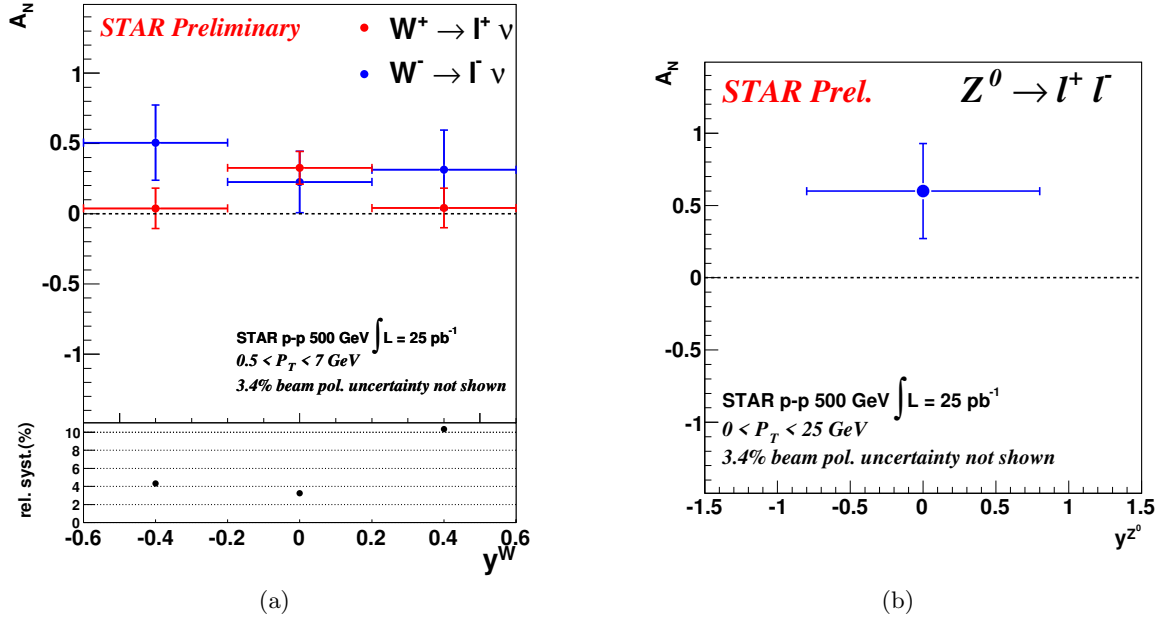 A_N
STAR Preliminary
W⁺ → l⁺ ν
W⁻ → l⁻ ν
1
0.5
0
-0.5
-1
STAR p-p 500 GeV ∫ L = 25 pb⁻¹
0.5 < P_T < 7 GeV
3.4% beam pol. uncertainty not shown
rel. syst.(%)
10
8
6
4
2
0
-0.6 -0.4 -0.2 0 0.2 0.4 0.6
y^W
(a)
A_N
STAR Prel.
Z⁰ → l⁺ l⁻
1
0.5
0
-0.5
-1
STAR p-p 500 GeV ∫ L = 25 pb⁻¹
0 < P_T < 25 GeV
3.4% beam pol. uncertainty not shown
-1.5 -1 -0.5 0 0.5 1 1.5
y^{Z⁰}
(b)